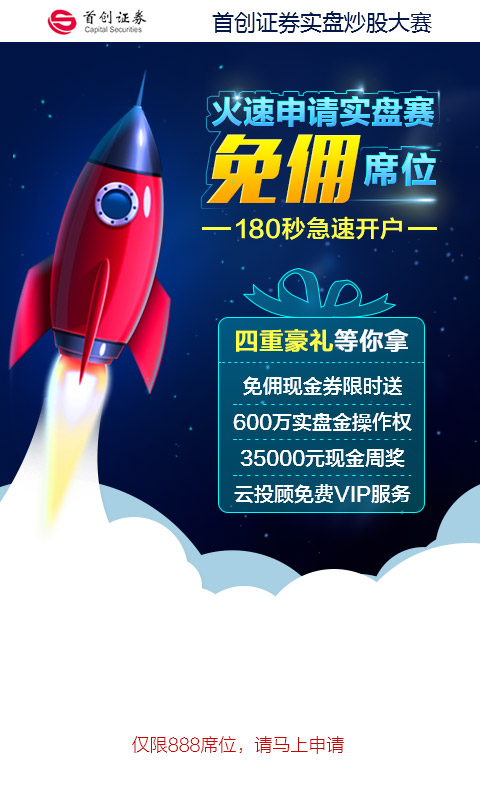 首创证券
Capital Securities
首创证券实盘炒股大赛
火速申请实盘赛
免佣席位
180秒急速开户
四重豪礼等你拿
免佣现金券限时送
600万实盘金操作权
35000元现金周奖
云投顾免费VIP服务
仅限888席位，请马上申请